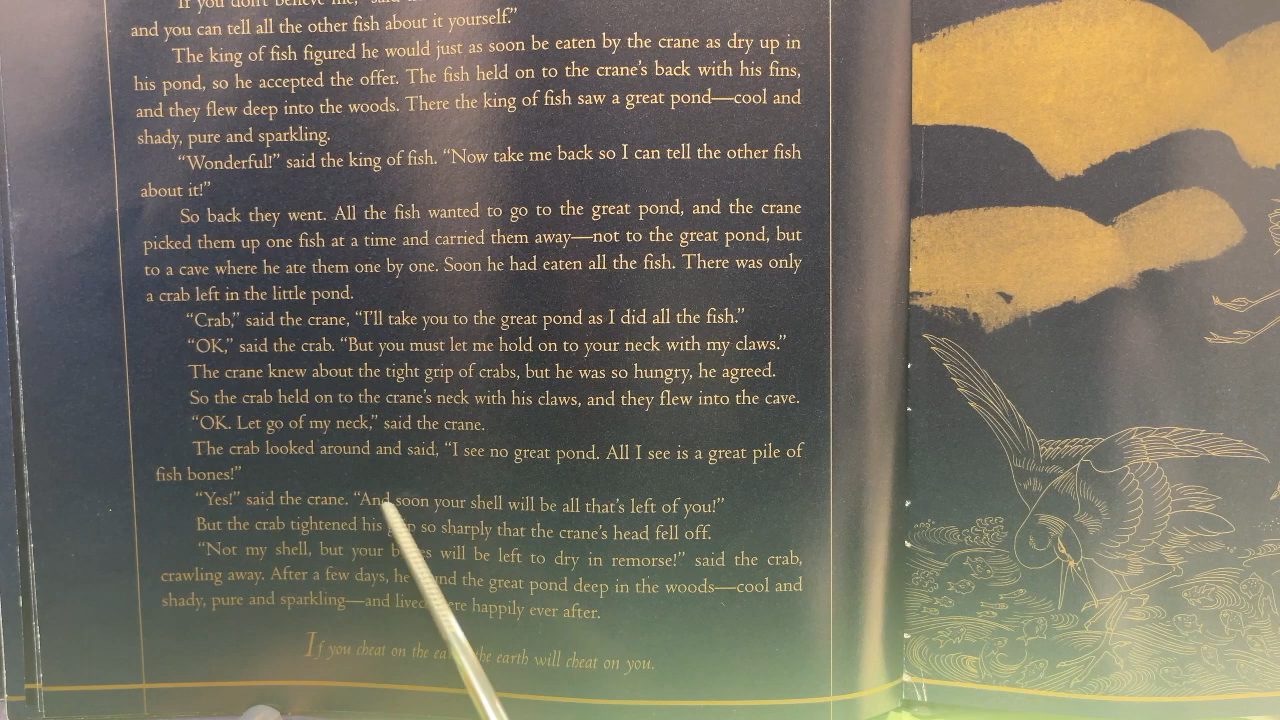 "If you don't believe me," said
and you can tell all the other fish about it yourself."
The king of fish figured he would just as soon be eaten by the crane as dry up in
his pond, so he accepted the offer. The fish held on to the crane's back with his fins,
and they flew deep into the woods. There the king of fish saw a great pond—cool and
shady, pure and sparkling.
"Wonderful!" said the king of fish. "Now take me back so I can tell the other fish
about it!"
So back they went. All the fish wanted to go to the great pond, and the crane
picked them up one fish at a time and carried them away—not to the great pond, but
to a cave where he ate them one by one. Soon he had eaten all the fish. There was only
a crab left in the little pond.
"Crab," said the crane, "I'll take you to the great pond as I did all the fish."
"OK," said the crab. "But you must let me hold on to your neck with my claws."
The crane knew about the tight grip of crabs, but he was so hungry, he agreed.
So the crab held on to the crane's neck with his claws, and they flew into the cave.
"OK. Let go of my neck," said the crane.
The crab looked around and said, "I see no great pond. All I see is a great pile of
fish bones!"
"Yes!" said the crane. "And soon your shell will be all that's left of you!"
But the crab tightened his so sharply that the crane's head fell off.
"Not my shell, but your will be left to dry in remorse!" said the crab,
crawling away. After a few days, he the great pond deep in the woods—cool and
shady, pure and sparkling—and lived happily ever after.
If you cheat on the the earth will cheat on you.